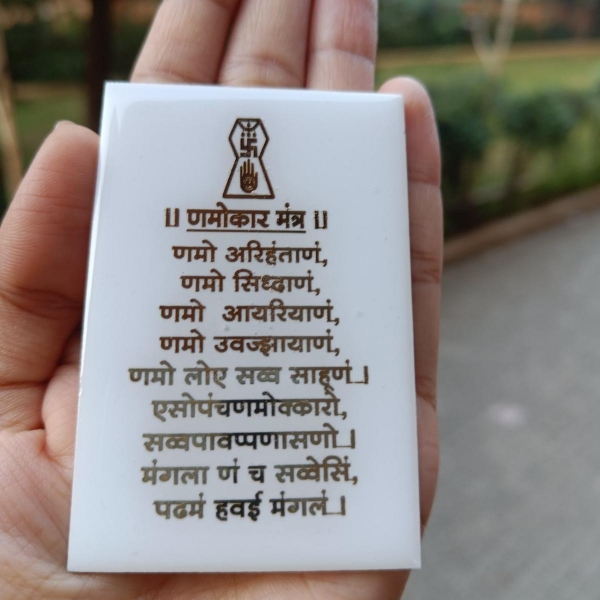 ॥ णमोकार मंत्र ॥
णमो अरिहंताणं,
णमो सिध्दाणं,
णमो आयरियाणं,
णमो उवज्झायाणं,
णमो लोए सव्व साहूणं।
एसोपंचणमोक्कारो,
सव्वपावप्पणासणो।
मंगला णं च सव्वेसिं,
पढमं हवई मंगलं।